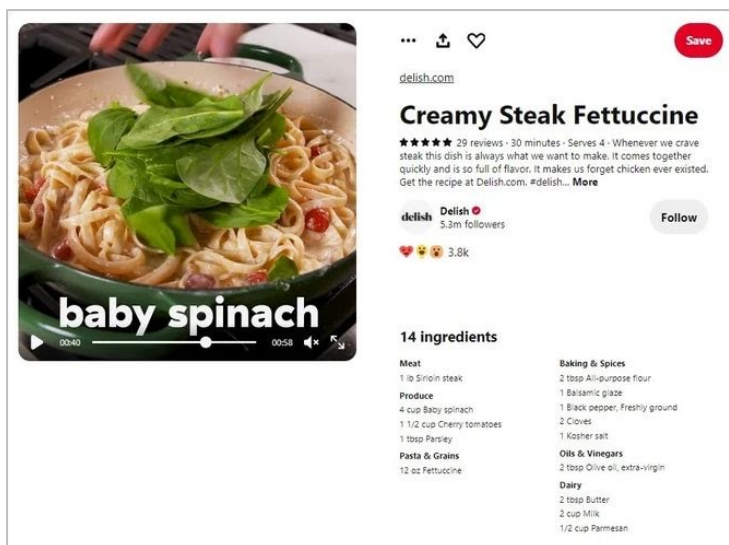 baby spinach
00:40
00:58
Save
delish.com
Creamy Steak Fettuccine
29 reviews · 30 minutes · Serves 4 · Whenever we crave
steak this dish is always what we want to make. It comes together
quickly and is so full of flavor. It makes us forget chicken ever existed.
Get the recipe at Delish.com. #delish... More
delish
Delish
5.3m followers
Follow
3.8k
14 ingredients
Meat
1 lb Sirloin steak
Produce
4 cup Baby spinach
1 1/2 cup Cherry tomatoes
1 tbsp Parsley
Pasta & Grains
12 oz Fettuccine
Baking & Spices
2 tbsp All-purpose flour
1 Balsamic glaze
1 Black pepper, Freshly ground
2 Cloves
1 Kosher salt
Oils & Vinegars
2 tbsp Olive oil, extra-virgin
Dairy
2 tbsp Butter
2 cup Milk
1/2 cup Parmesan